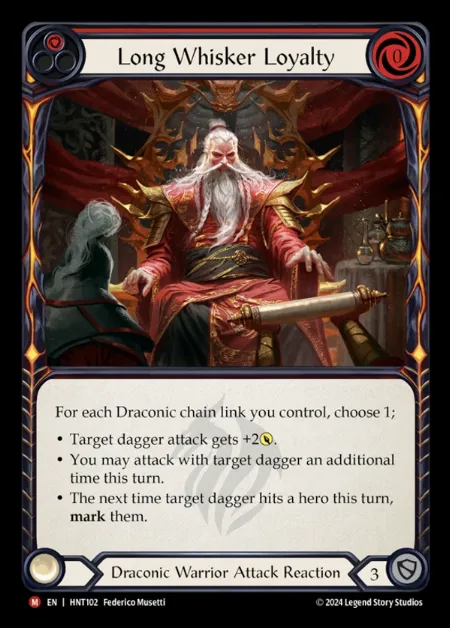 Long Whisker Loyalty
0
For each Draconic chain link you control, choose 1;
• Target dagger attack gets +2.
• You may attack with target dagger an additional
time this turn.
• The next time target dagger hits a hero this turn,
mark them.
Draconic Warrior Attack Reaction
3
M EN | HNT102 Federico Musetti
© 2024 Legend Story Studios